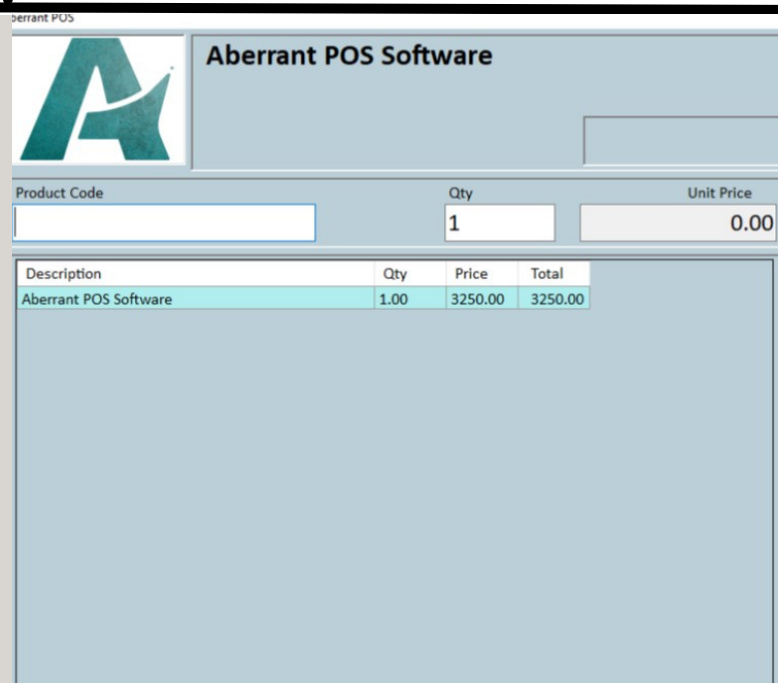 berrant POS
Aberrant POS Software
Product Code Qty Unit Price
1 0.00
Description Qty Price Total
Aberrant POS Software 1.00 3250.00 3250.00